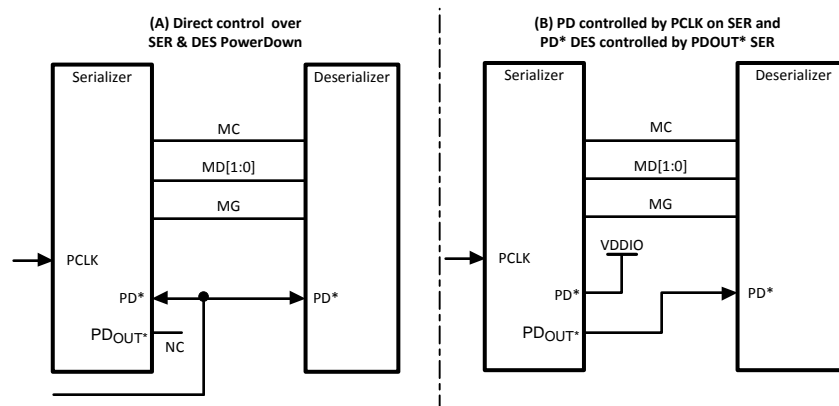 (A) Direct control over
SER & DES PowerDown
Serializer
Deserializer
MC
MD[1:0]
MG
PCLK
PD*
PD*
PDOUT*
NC
(B) PD controlled by PCLK on SER and
PD* DES controlled by PDOUT* SER
Serializer
Deserializer
MC
MD[1:0]
MG
VDDIO
PCLK
PD*
PD*
PDOUT*